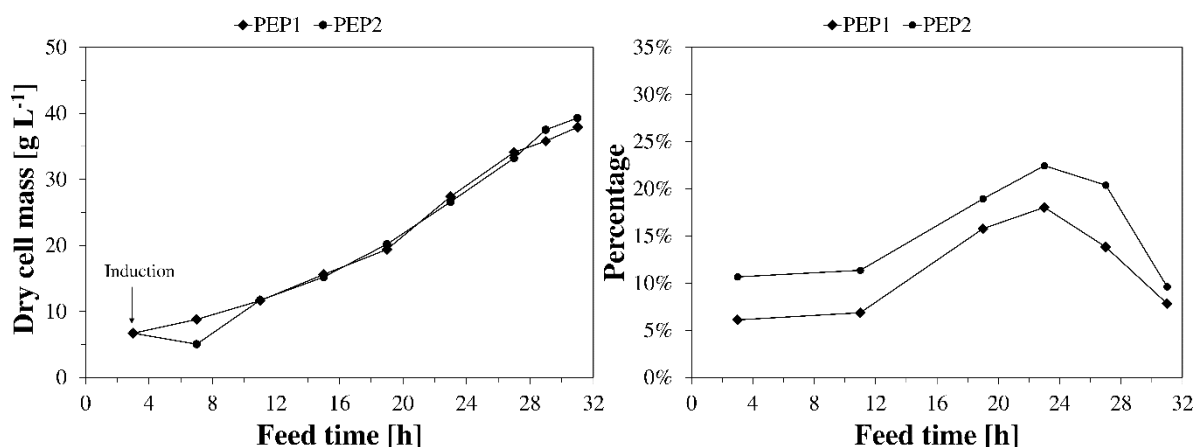 PEP1 PEP2
Dry cell mass [g L⁻¹]
50
40
30
20
10
0
Induction
0 4 8 12 16 20 24 28 32
Feed time [h]
PEP1 PEP2
Percentage
35%
30%
25%
20%
15%
10%
5%
0%
0 4 8 12 16 20 24 28 32
Feed time [h]